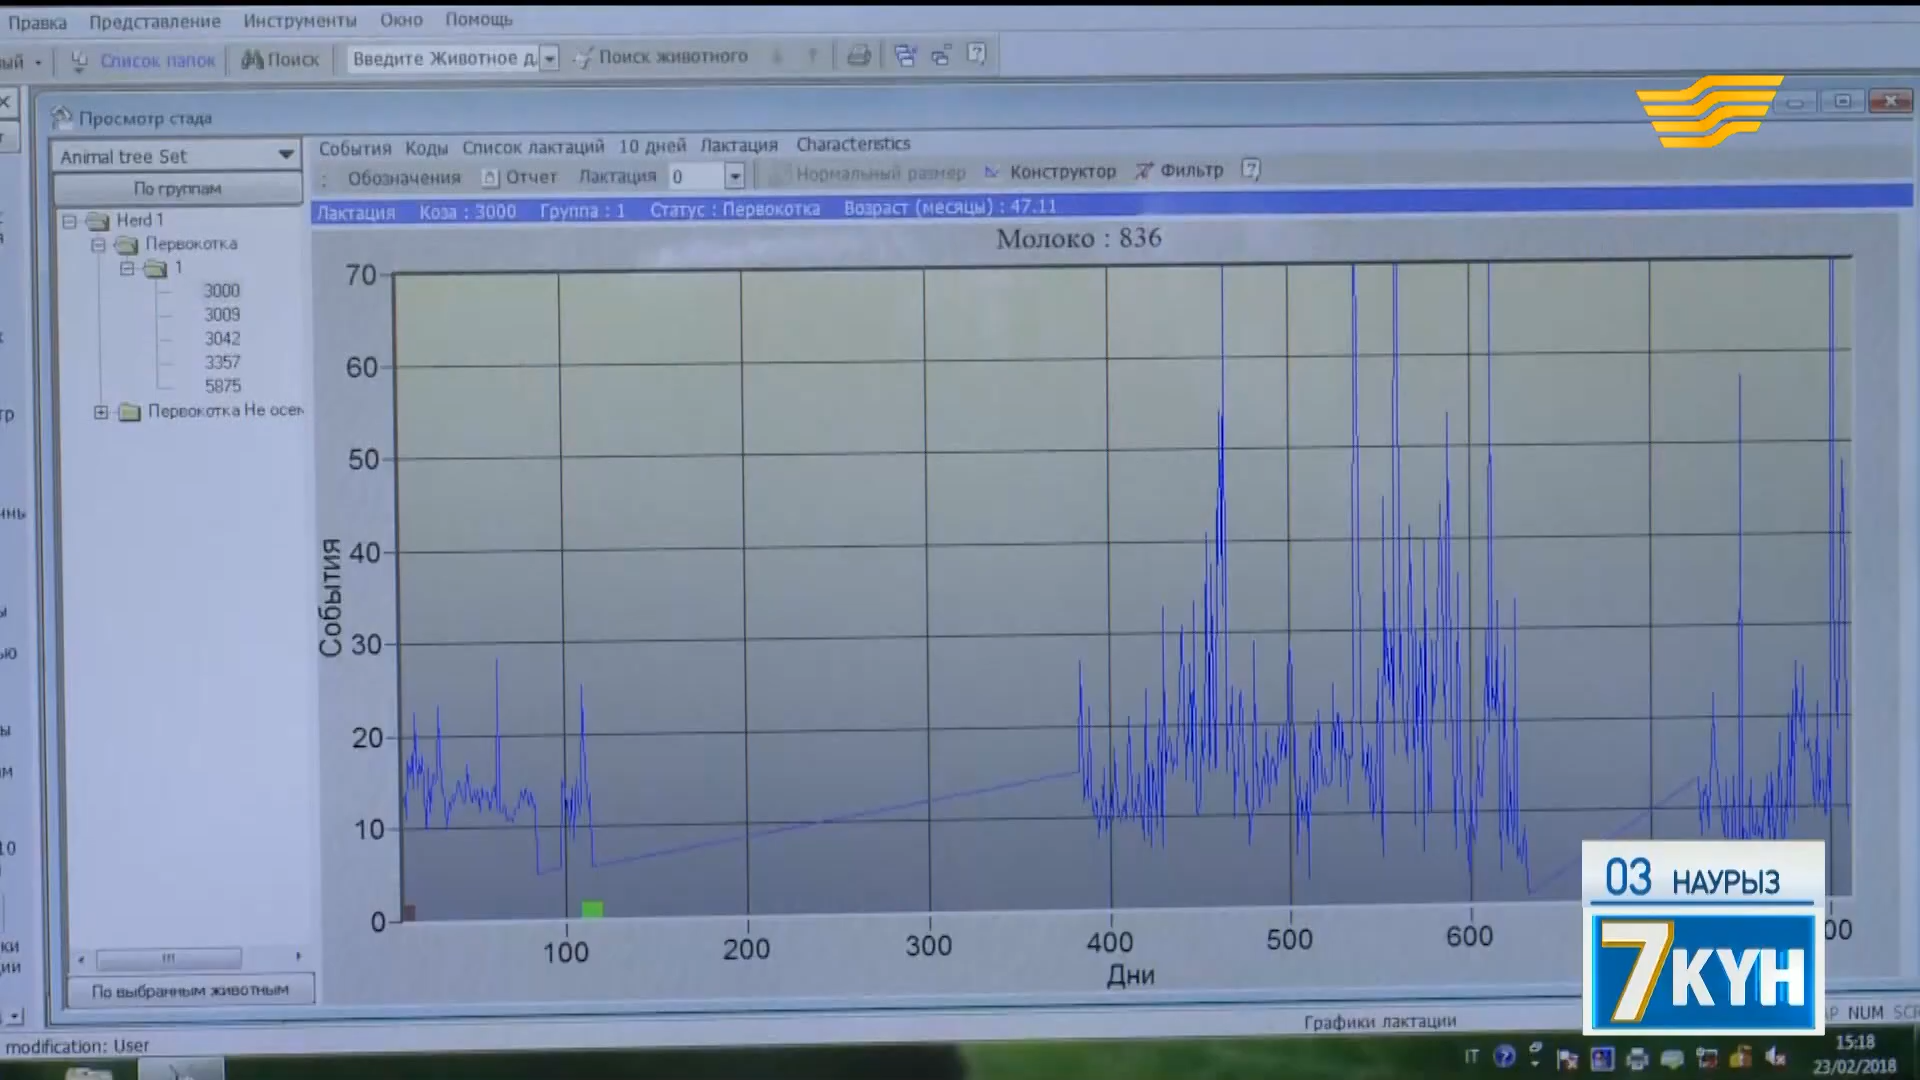 Правка Представление Инструменты Окно Помощь
Список папок Поиск Введите Животное д Поиск животного
Просмотр стада
Animal tree Set
События Коды Список лактаций 10 дней Лактация Characteristics
По группам
: Обозначения Отчет Лактация 0 Нормальный размер Конструктор Фильтр
Лактация Коза : 3000 Группа : 1 Статус : Первокотка Возраст (месяцы) : 47.11
Herd 1
Первокотка
1
3000
3009
3042
3357
5875
Первокотка Не осем
Молоко : 836
70
60
50
40
30
20
10
0
События
100 200 300 400 500 600
Дни
По выбранным животным
Графики лактации
NUM
modification: User
IT
15:18
23/02/2018
03 НАУРЫЗ
7КҮН